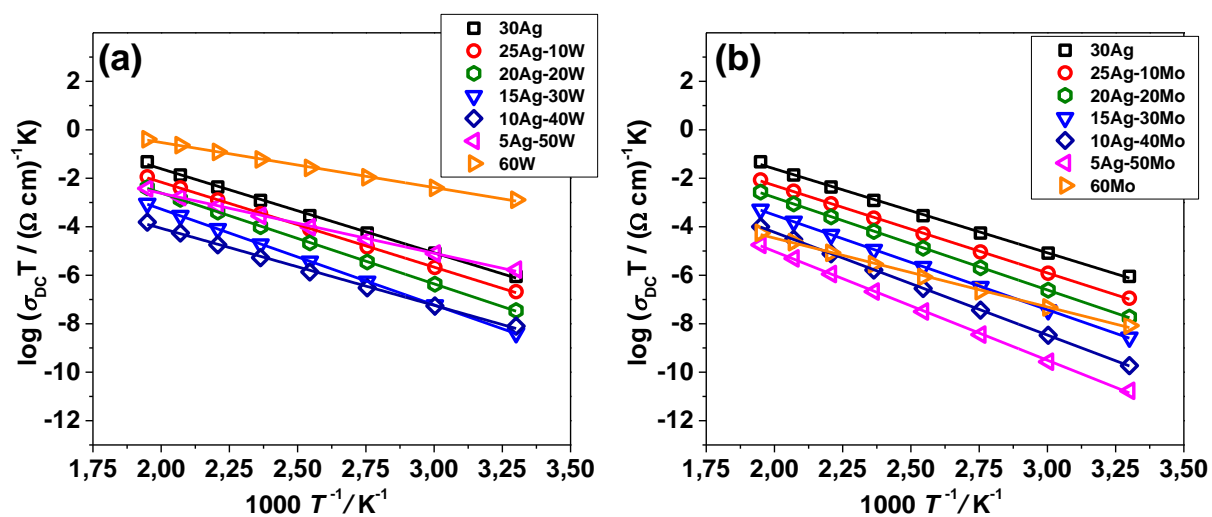 (a)
30Ag
25Ag-10W
20Ag-20W
15Ag-30W
10Ag-40W
5Ag-50W
60W
2
0
-2
-4
-6
-8
-10
-12
log (σDCT / (Ω cm)-1K)
1,75 2,00 2,25 2,50 2,75 3,00 3,25 3,50
1000 T -1/ K-1
(b)
30Ag
25Ag-10Mo
20Ag-20Mo
15Ag-30Mo
10Ag-40Mo
5Ag-50Mo
60Mo
2
0
-2
-4
-6
-8
-10
-12
log (σDCT / (Ω cm)-1K)
1,75 2,00 2,25 2,50 2,75 3,00 3,25 3,50
1000 T -1/ K-1